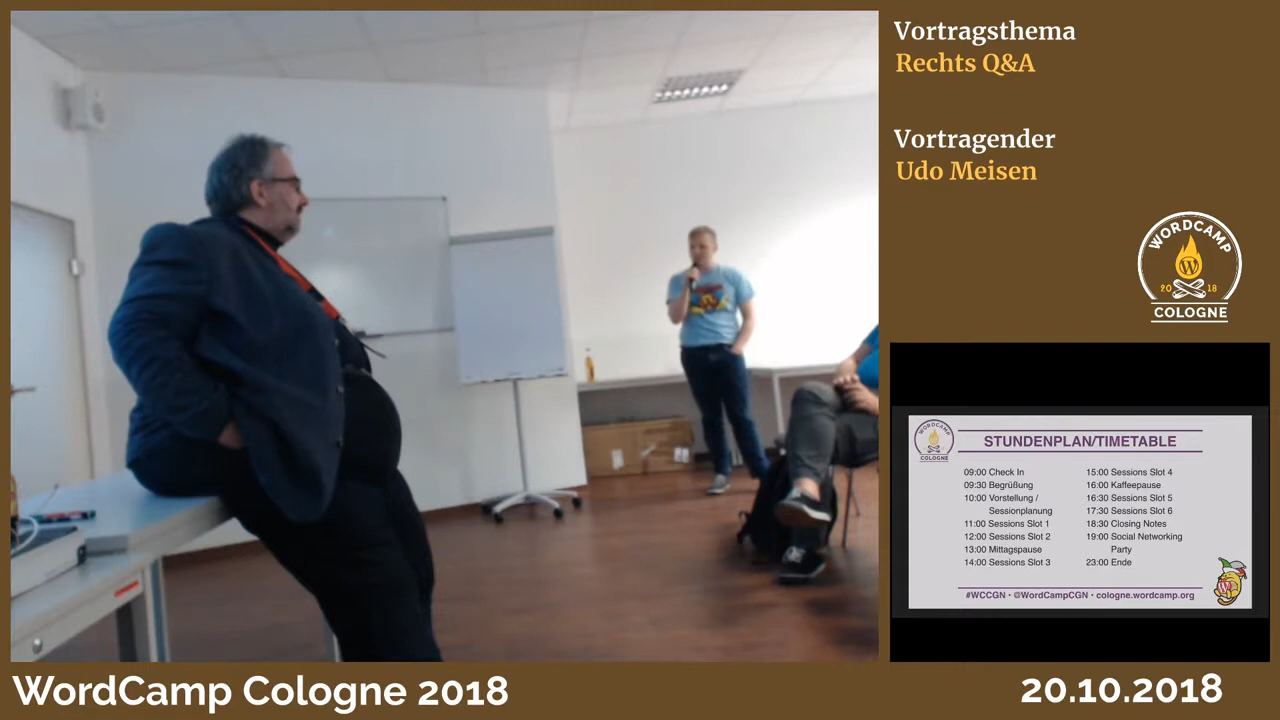 Vortragsthema
Rechts Q&A
Vortragender
Udo Meisen
WORDCAMP
20 18
COLOGNE
WORDCAMP
COLOGNE
STUNDENPLAN/TIMETABLE
09:00 Check In
09:30 Begrüßung
10:00 Vorstellung /
Sessionplanung
11:00 Sessions Slot 1
12:00 Sessions Slot 2
13:00 Mittagspause
14:00 Sessions Slot 3
15:00 Sessions Slot 4
16:00 Kaffeepause
16:30 Sessions Slot 5
17:30 Sessions Slot 6
18:30 Closing Notes
19:00 Social Networking
Party
23:00 Ende
#WCCGN • @WordCampCGN • cologne.wordcamp.org
WordCamp Cologne 2018
20.10.2018